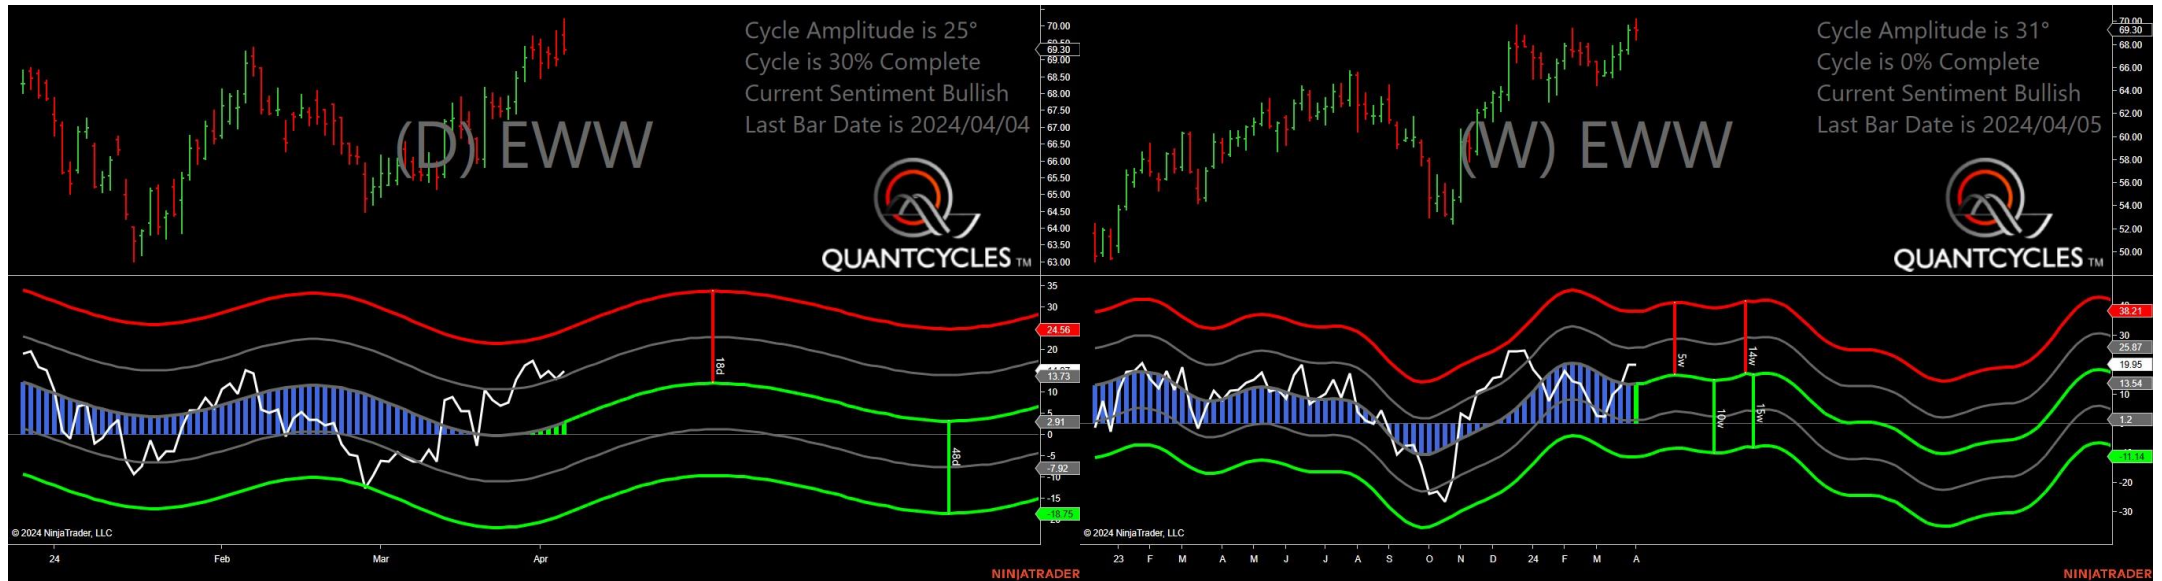 Cycle Amplitude is 25°
Cycle is 30% Complete
Current Sentiment Bullish
Last Bar Date is 2024/04/04
(D) EWW
QUANTCYCLES TM
70.00
69.30
69.00
68.50
68.00
67.50
67.00
66.50
66.00
65.50
65.00
64.50
64.00
63.50
63.00
35
30
24.56
20
13.73
10
5
2.91
0
-5
-7.92
-10
-15
-18.75
18d
48d
© 2024 NinjaTrader, LLC
24 Feb Mar Apr
NINJATRADER
Cycle Amplitude is 31°
Cycle is 0% Complete
Current Sentiment Bullish
Last Bar Date is 2024/04/05
(W) EWW
QUANTCYCLES TM
70.00
69.30
68.00
66.00
64.00
62.00
60.00
58.00
56.00
54.00
52.00
50.00
38.21
30
25.87
19.95
13.54
10
1.2
-11.14
-20
-30
5w
14w
10w
15w
© 2024 NinjaTrader, LLC
23 F M A M J J A S O N D 24 F M A
NINJATRADER